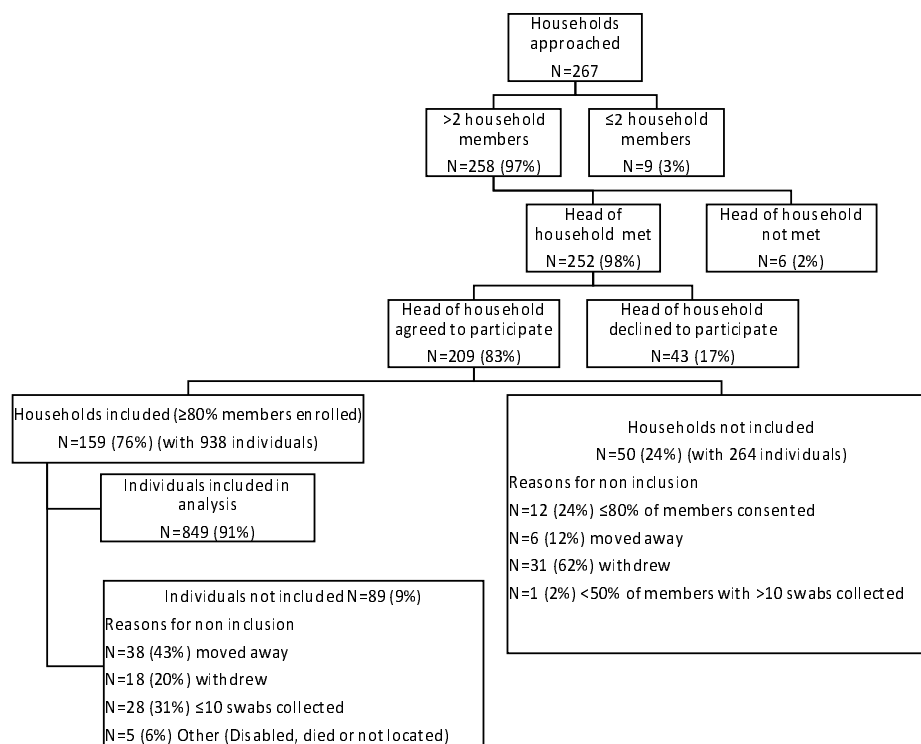 Households
approached
N=267
>2 household
members
N=258 (97%)
≤2 household
members
N=9 (3%)
Head of
household met
N=252 (98%)
Head of household
not met
N=6 (2%)
Head of household
agreed to participate
N=209 (83%)
Head of household
declined to participate
N=43 (17%)
Households included (≥80% members enrolled)
N=159 (76%) (with 938 individuals)
Individuals included in
analysis
N=849 (91%)
Individuals not included N=89 (9%)
Reasons for non inclusion
N=38 (43%) moved away
N=18 (20%) withdrew
N=28 (31%) ≤10 swabs collected
N=5 (6%) Other (Disabled, died or not located)
Households not included
N=50 (24%) (with 264 individuals)
Reasons for non inclusion
N=12 (24%) ≤80% of members consented
N=6 (12%) moved away
N=31 (62%) withdrew
N=1 (2%) <50% of members with >10 swabs collected